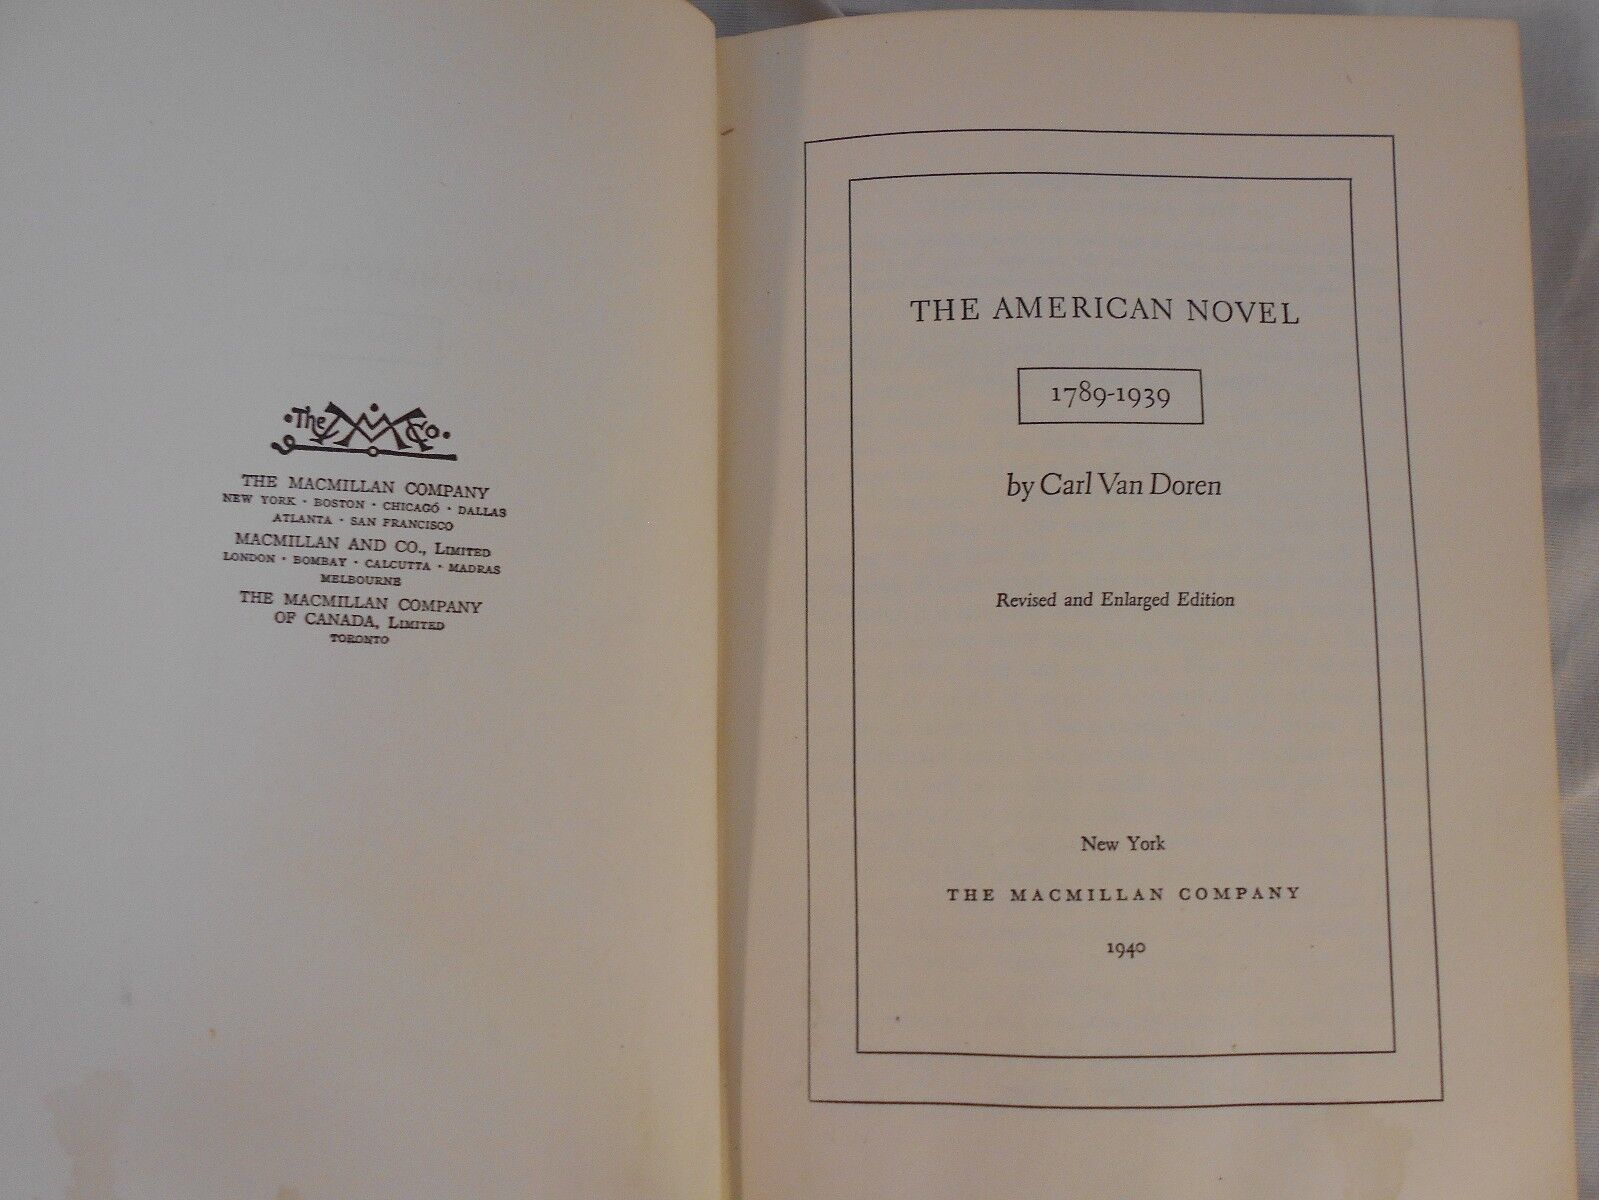 The MM Co.
THE MACMILLAN COMPANY
NEW YORK · BOSTON · CHICAGO · DALLAS
ATLANTA · SAN FRANCISCO
MACMILLAN AND CO., LIMITED
LONDON · BOMBAY · CALCUTTA · MADRAS
MELBOURNE
THE MACMILLAN COMPANY
OF CANADA, LIMITED
TORONTO
THE AMERICAN NOVEL
1789-1939
by Carl Van Doren
Revised and Enlarged Edition
New York
THE MACMILLAN COMPANY
1940